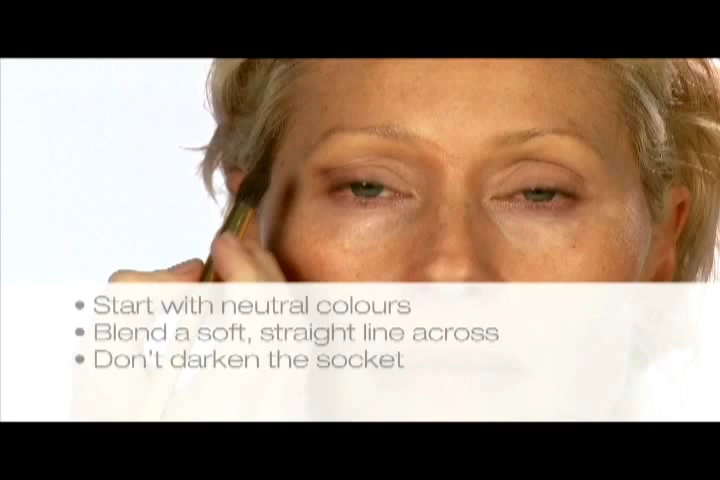 • Start with neutral colours
• Blend a soft, straight line across
• Don't darken the socket